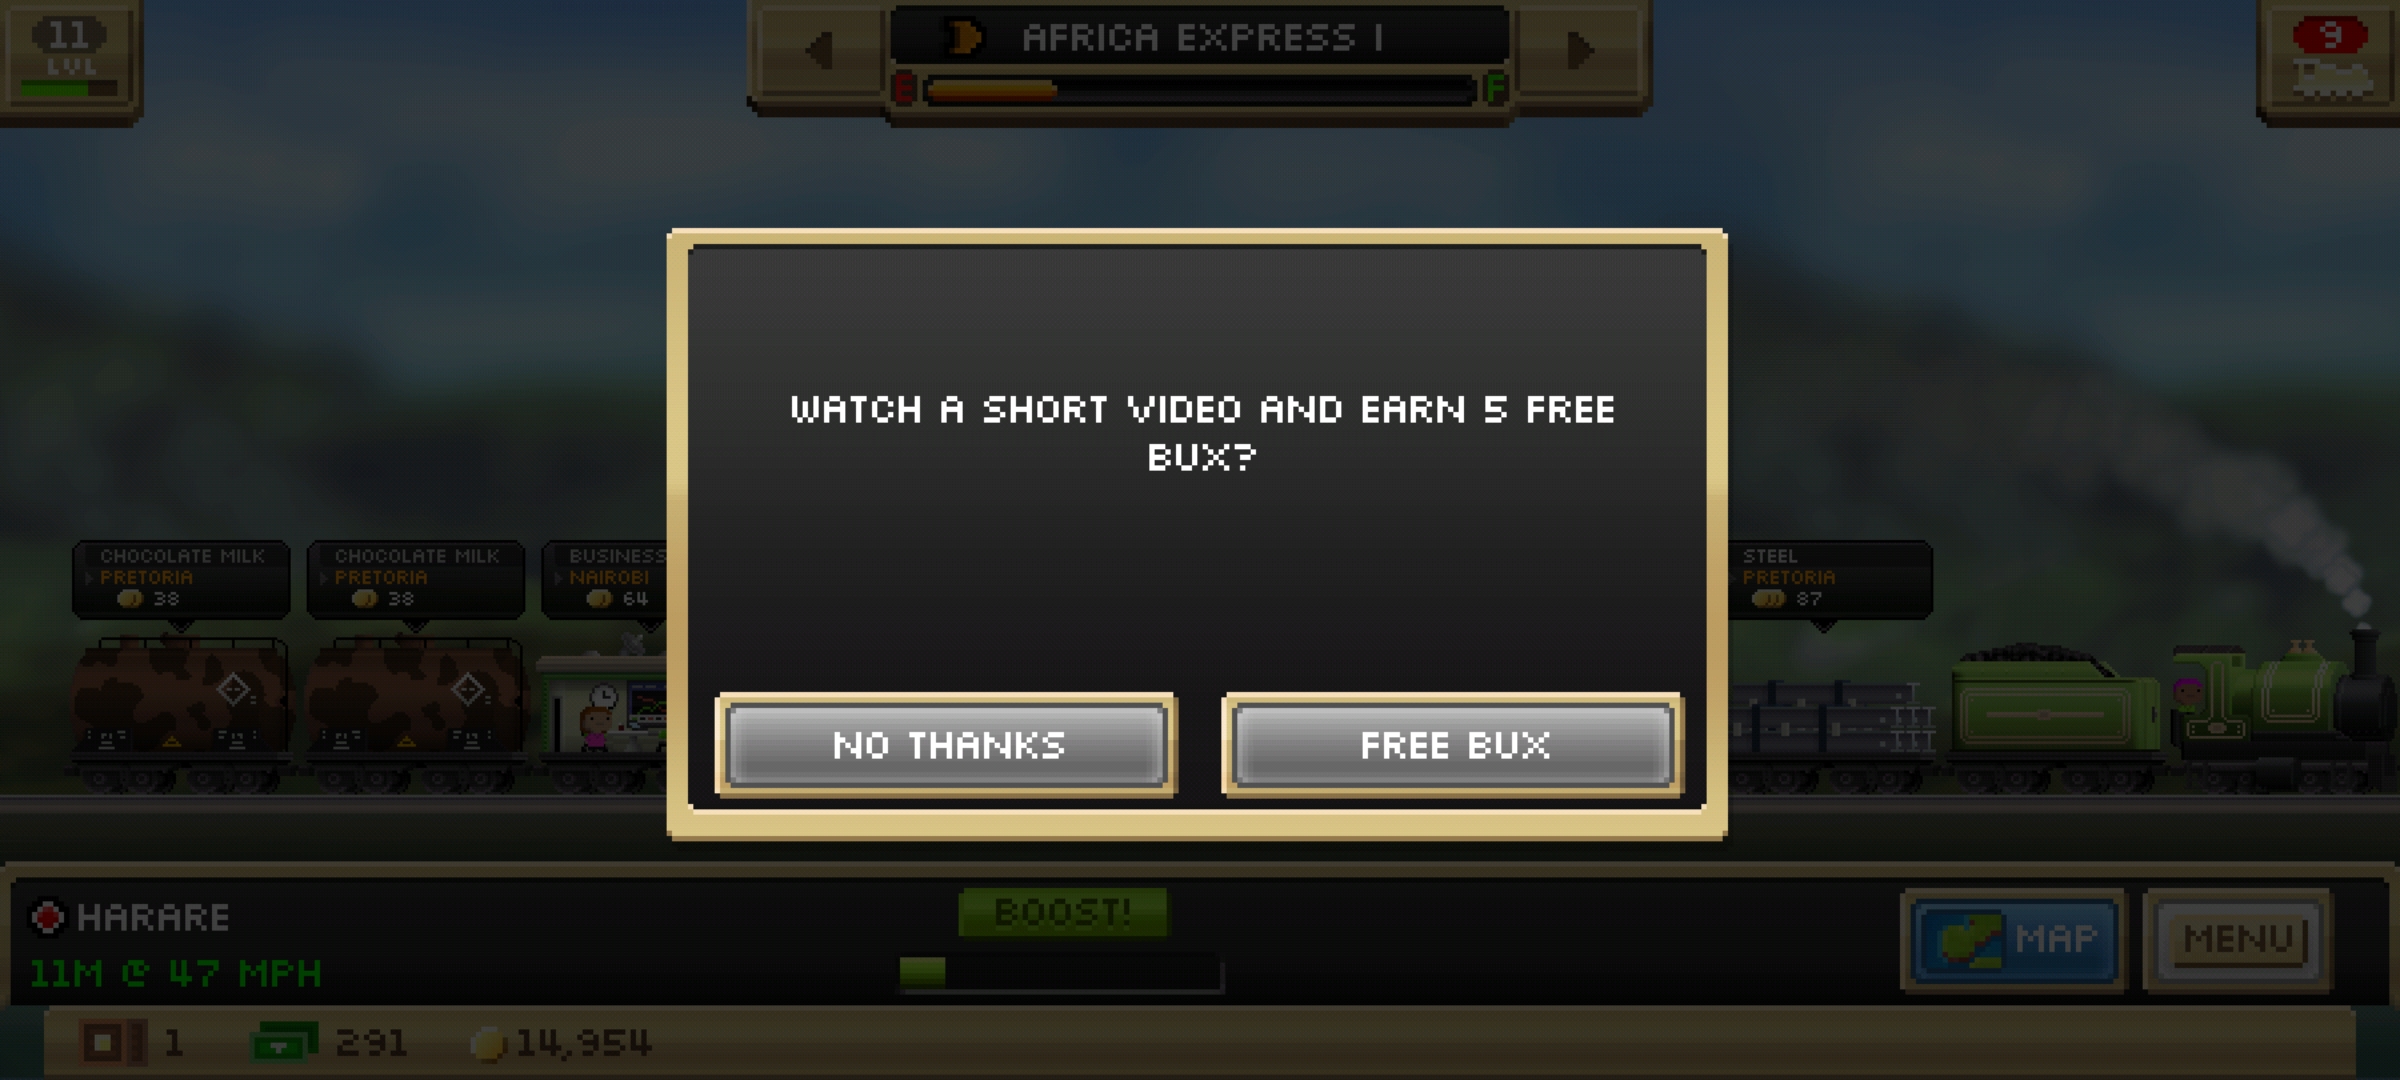 11
LVL
AFRICA EXPRESS I
E
F
9
WATCH A SHORT VIDEO AND EARN 5 FREE
BUX?
CHOCOLATE MILK
PRETORIA
38
CHOCOLATE MILK
PRETORIA
38
BUSINESS
NAIROBI
64
STEEL
PRETORIA
87
NO THANKS
FREE BUX
HARARE
11M @ 47 MPH
BOOST!
MAP
MENU
1
291
14,954